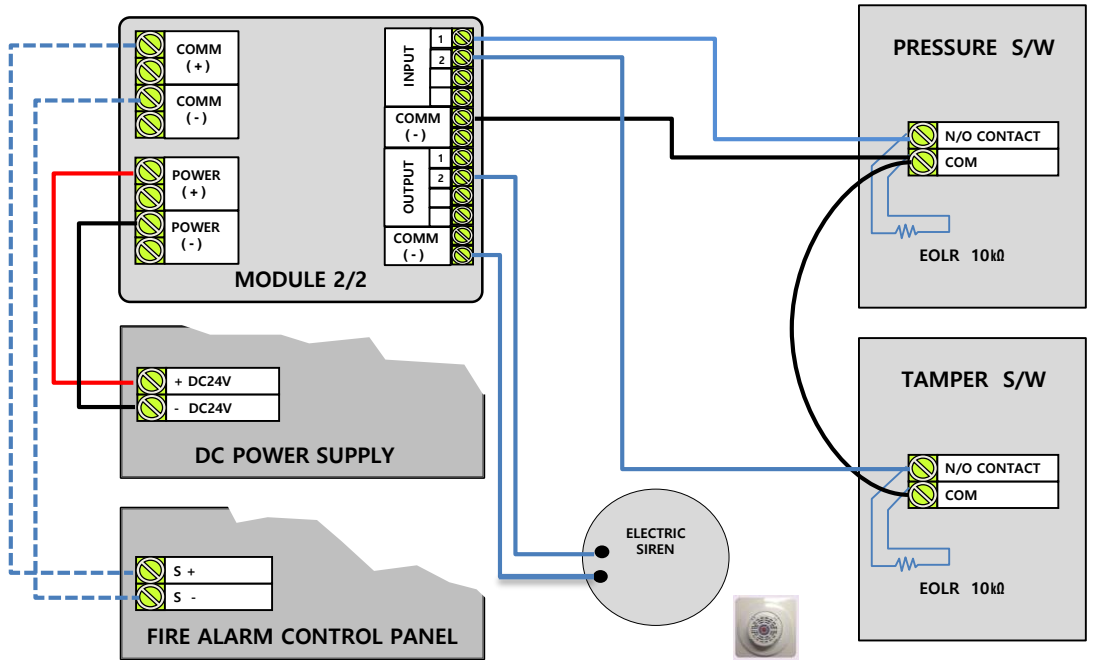 COMM
(+)
COMM
(-)
POWER
(+)
POWER
(-)
INPUT
1
2
COMM
(-)
OUTPUT
1
2
COMM
(-)
MODULE 2/2
+ DC24V
- DC24V
DC POWER SUPPLY
S +
S -
FIRE ALARM CONTROL PANEL
ELECTRIC
SIREN
PRESSURE S/W
N/O CONTACT
COM
EOLR 10㏀
TAMPER S/W
N/O CONTACT
COM
EOLR 10㏀